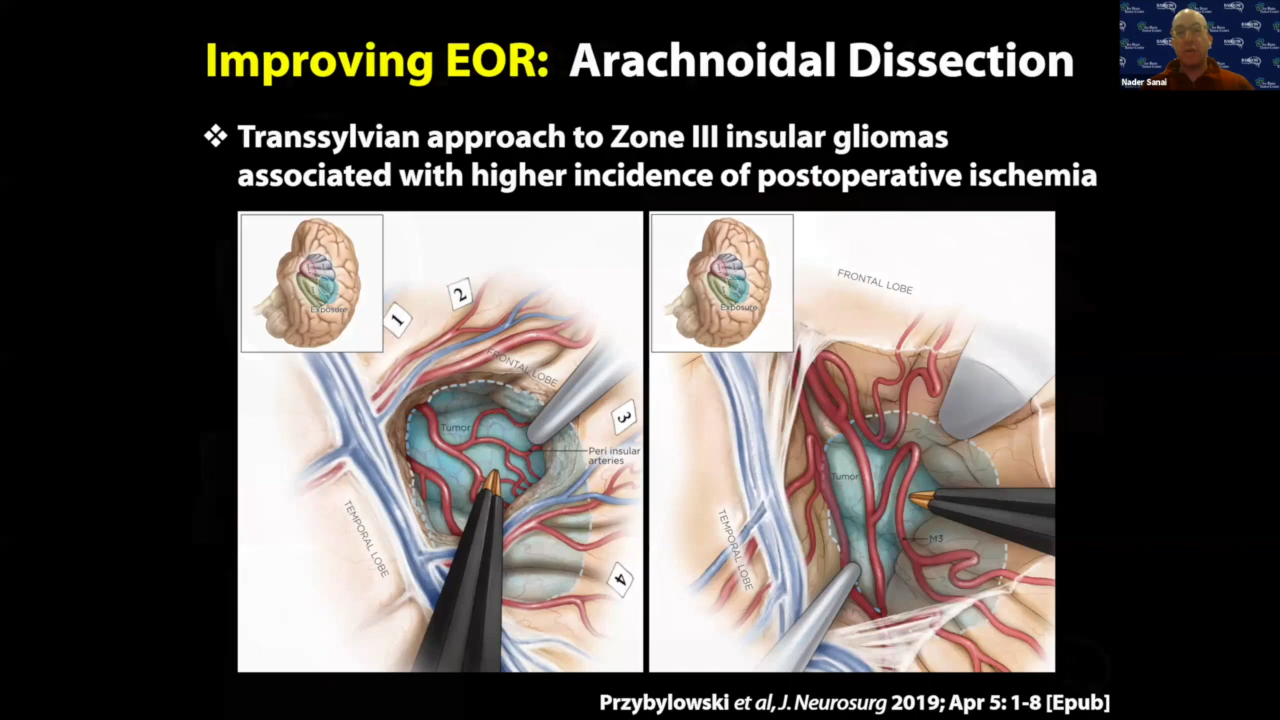 Improving EOR: Arachnoidal Dissection
Nader Sanai
❖ Transsylvian approach to Zone III insular gliomas
associated with higher incidence of postoperative ischemia
Exposure
1
2
FRONTAL LOBE
3
Tumor
Peri insular
arteries
TEMPORAL LOBE
4
Exposure
FRONTAL LOBE
Tumor
M3
TEMPORAL LOBE
Przybylowski et al, J. Neurosurg 2019; Apr 5: 1-8 [Epub]